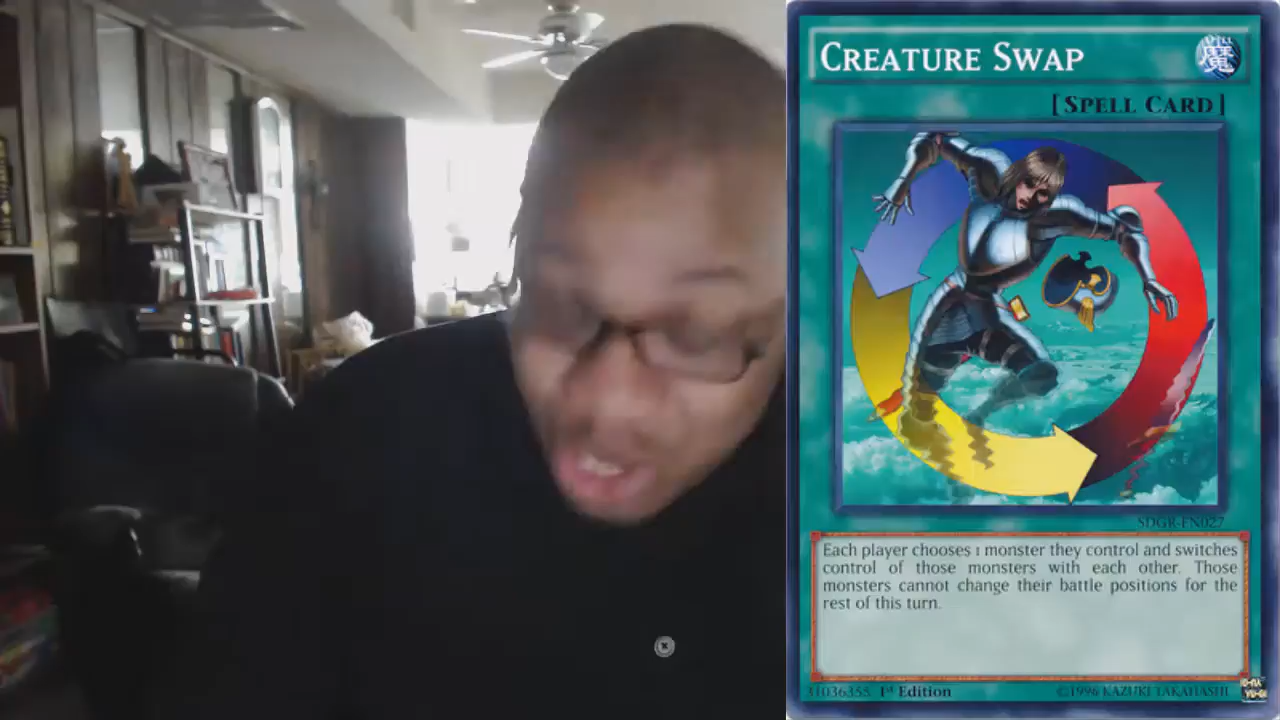 CREATURE SWAP
魔
[SPELL CARD]
SDGR-EN027
Each player chooses 1 monster they control and switches
control of those monsters with each other. Those
monsters cannot change their battle positions for the
rest of this turn.
31036355 1st Edition ©1996 KAZUKI TAKAHASHI